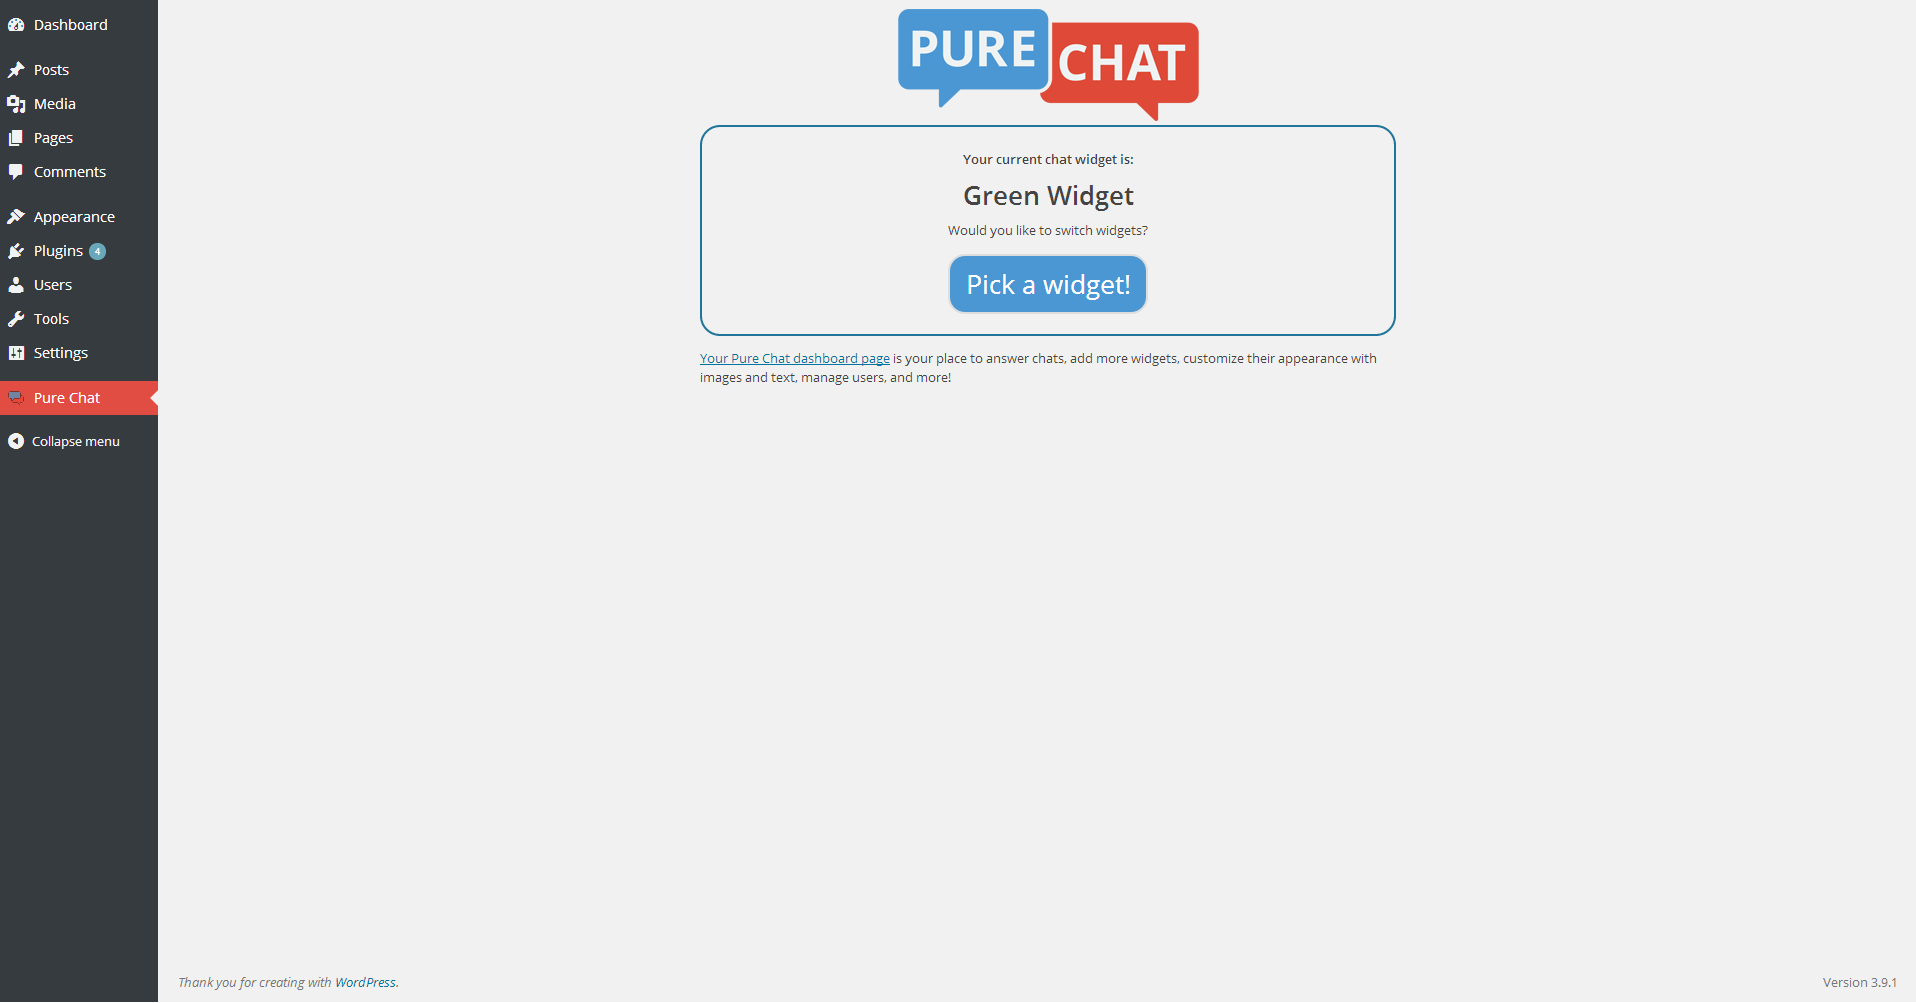 Dashboard
Posts
Media
Pages
Comments
Appearance
Plugins 4
Users
Tools
Settings
Pure Chat
Collapse menu
PURE CHAT
Your current chat widget is:
Green Widget
Would you like to switch widgets?
Pick a widget!
Your Pure Chat dashboard page is your place to answer chats, add more widgets, customize their appearance with
images and text, manage users, and more!
Thank you for creating with WordPress.
Version 3.9.1